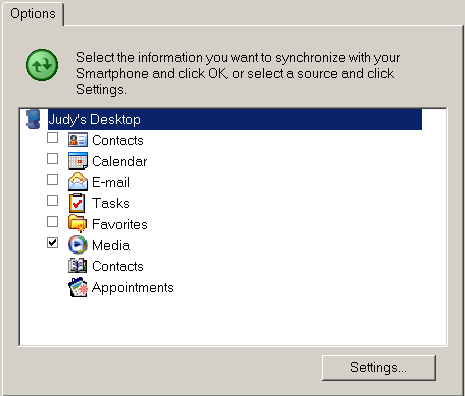 Options
Select the information you want to synchronize with your
Smartphone and click OK, or select a source and click
Settings.
Judy's Desktop
Contacts
Calendar
E-mail
Tasks
Favorites
Media
Contacts
Appointments
Settings...